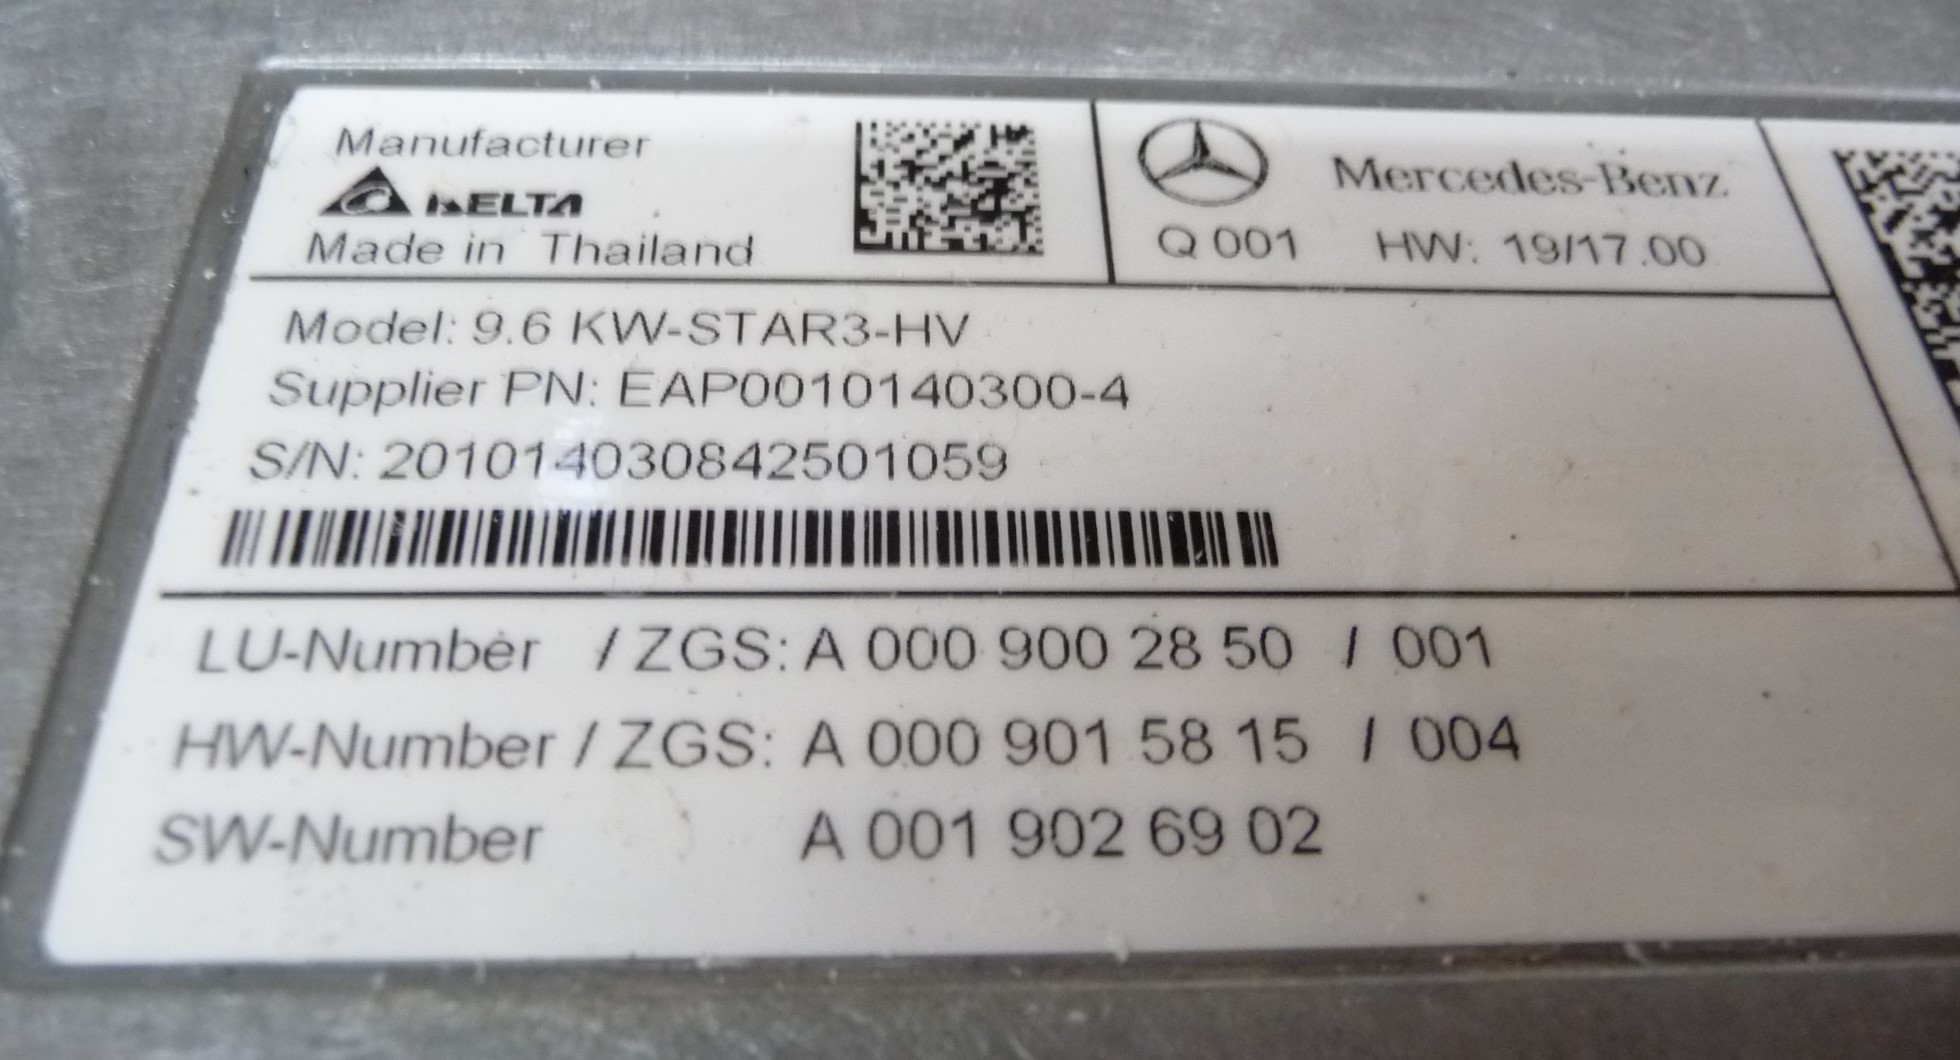 Manufacturer
DELTA
Made in Thailand
Mercedes-Benz
Q 001 HW: 19/17.00
Model: 9.6 KW-STAR3-HV
Supplier PN: EAP0010140300-4
S/N: 201014030842501059
LU-Number / ZGS: A 000 900 28 50 / 001
HW-Number / ZGS: A 000 901 58 15 / 004
SW-Number A 001 902 69 02